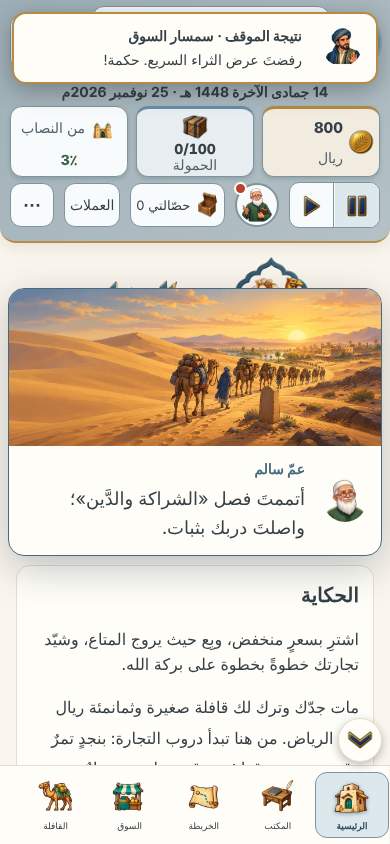 نتيجة الموقف · سمسار السوق
رفضتَ عرض الثراء السريع. حكمة!
14 جمادى الآخرة 1448 هـ · 25 نوفمبر 2026م
800
ريال
0/100
الحمولة
من النصاب
3٪
حصّالتي 0
العملات
...
عمّ سالم
أتممتَ فصل «الشراكة والدَّين»؛
واصلتَ دربك بثبات.
الحكاية
اشترِ بسعرٍ منخفض، وبِع حيث يروج المتاع، وشيّد
تجارتك خطوةً بخطوة على بركة الله.
مات جدّك وترك لك قافلة صغيرة وثمانمئة ريال
الرياض. من هنا تبدأ دروب التجارة: بنجدٍ تمرٌ
الرئيسية
المكتب
الخريطة
السوق
القافلة